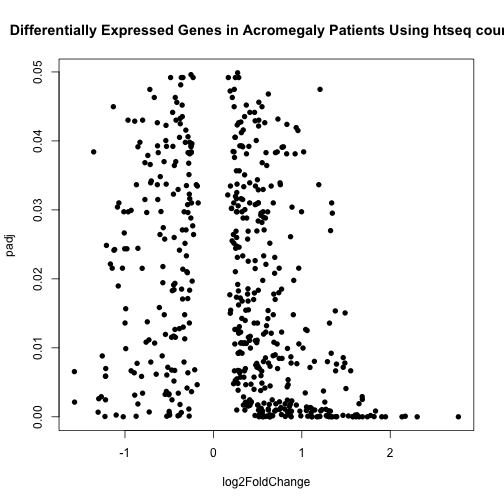 Differentially Expressed Genes in Acromegaly Patients Using htseq
0.05
0.04
0.03
0.02
0.01
0.00
padj
-1 0 1 2
log2FoldChange